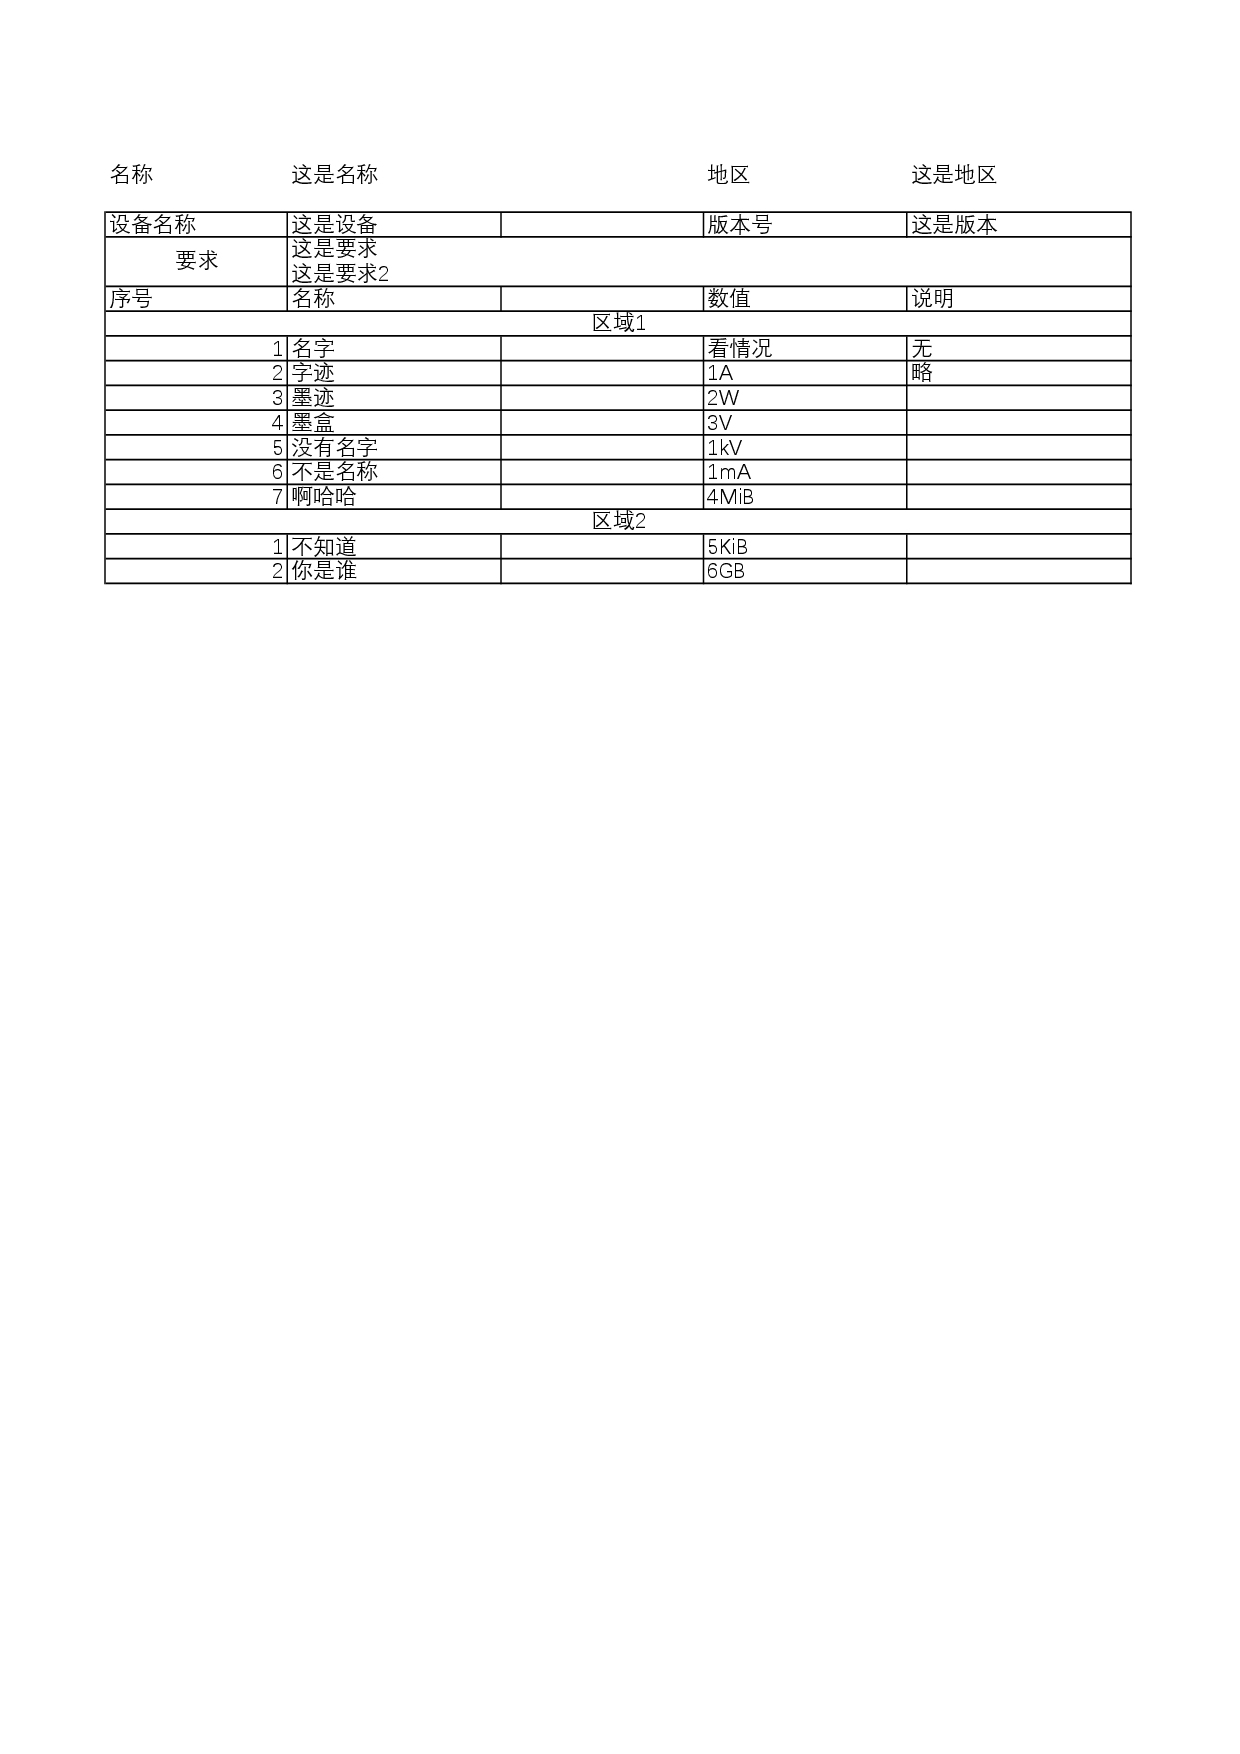 名称 这是名称 地区 这是地区
设备名称 这是设备 版本号 这是版本
要求 这是要求
这是要求2
序号 名称 数值 说明
区域1
1 名字 看情况 无
2 字迹 1A 略
3 墨迹 2W
4 墨盒 3V
5 没有名字 1kV
6 不是名称 1mA
7 啊哈哈 4MiB
区域2
1 不知道 5KiB
2 你是谁 6GB